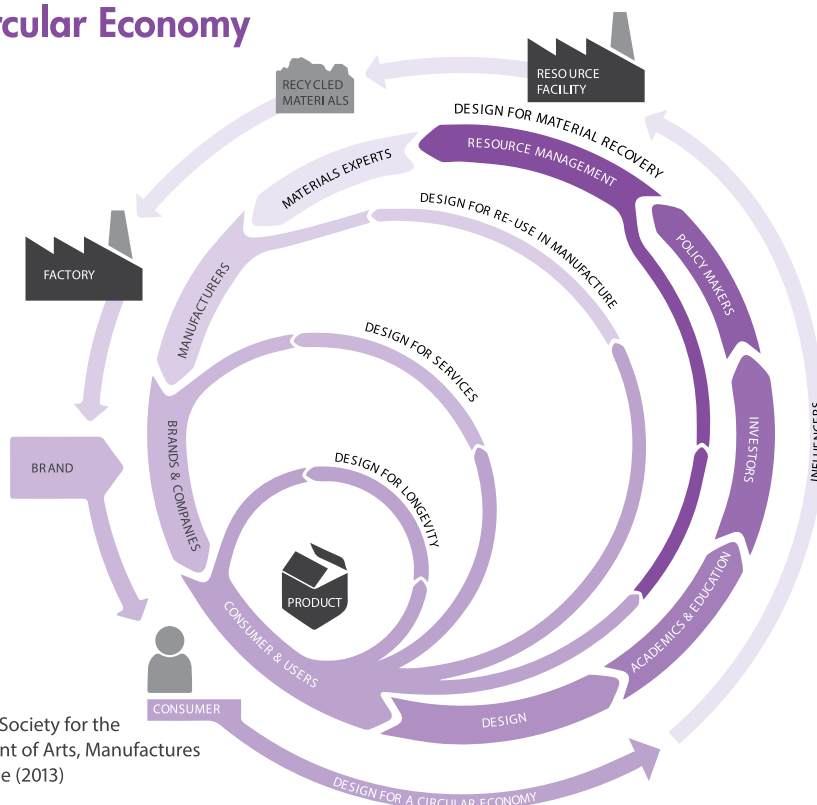 Circular Economy
RESOURCE
FACILITY
RECYCLED
MATERIALS
DESIGN FOR MATERIAL RECOVERY
RESOURCE MANAGEMENT
MATERIALS EXPERTS
DESIGN FOR RE-USE IN MANUFACTURE
POLICY MAKERS
FACTORY
MANUFACTURERS
DESIGN FOR SERVICES
INVESTORS
INFLUENCERS
BRANDS & COMPANIES
BRAND
DESIGN FOR LONGEVITY
PRODUCT
ACADEMICS & EDUCATION
CONSUMER & USERS
CONSUMER
DESIGN
Society for the
nt of Arts, Manufactures
e (2013)
DESIGN FOR A CIRCULAR ECONOMY